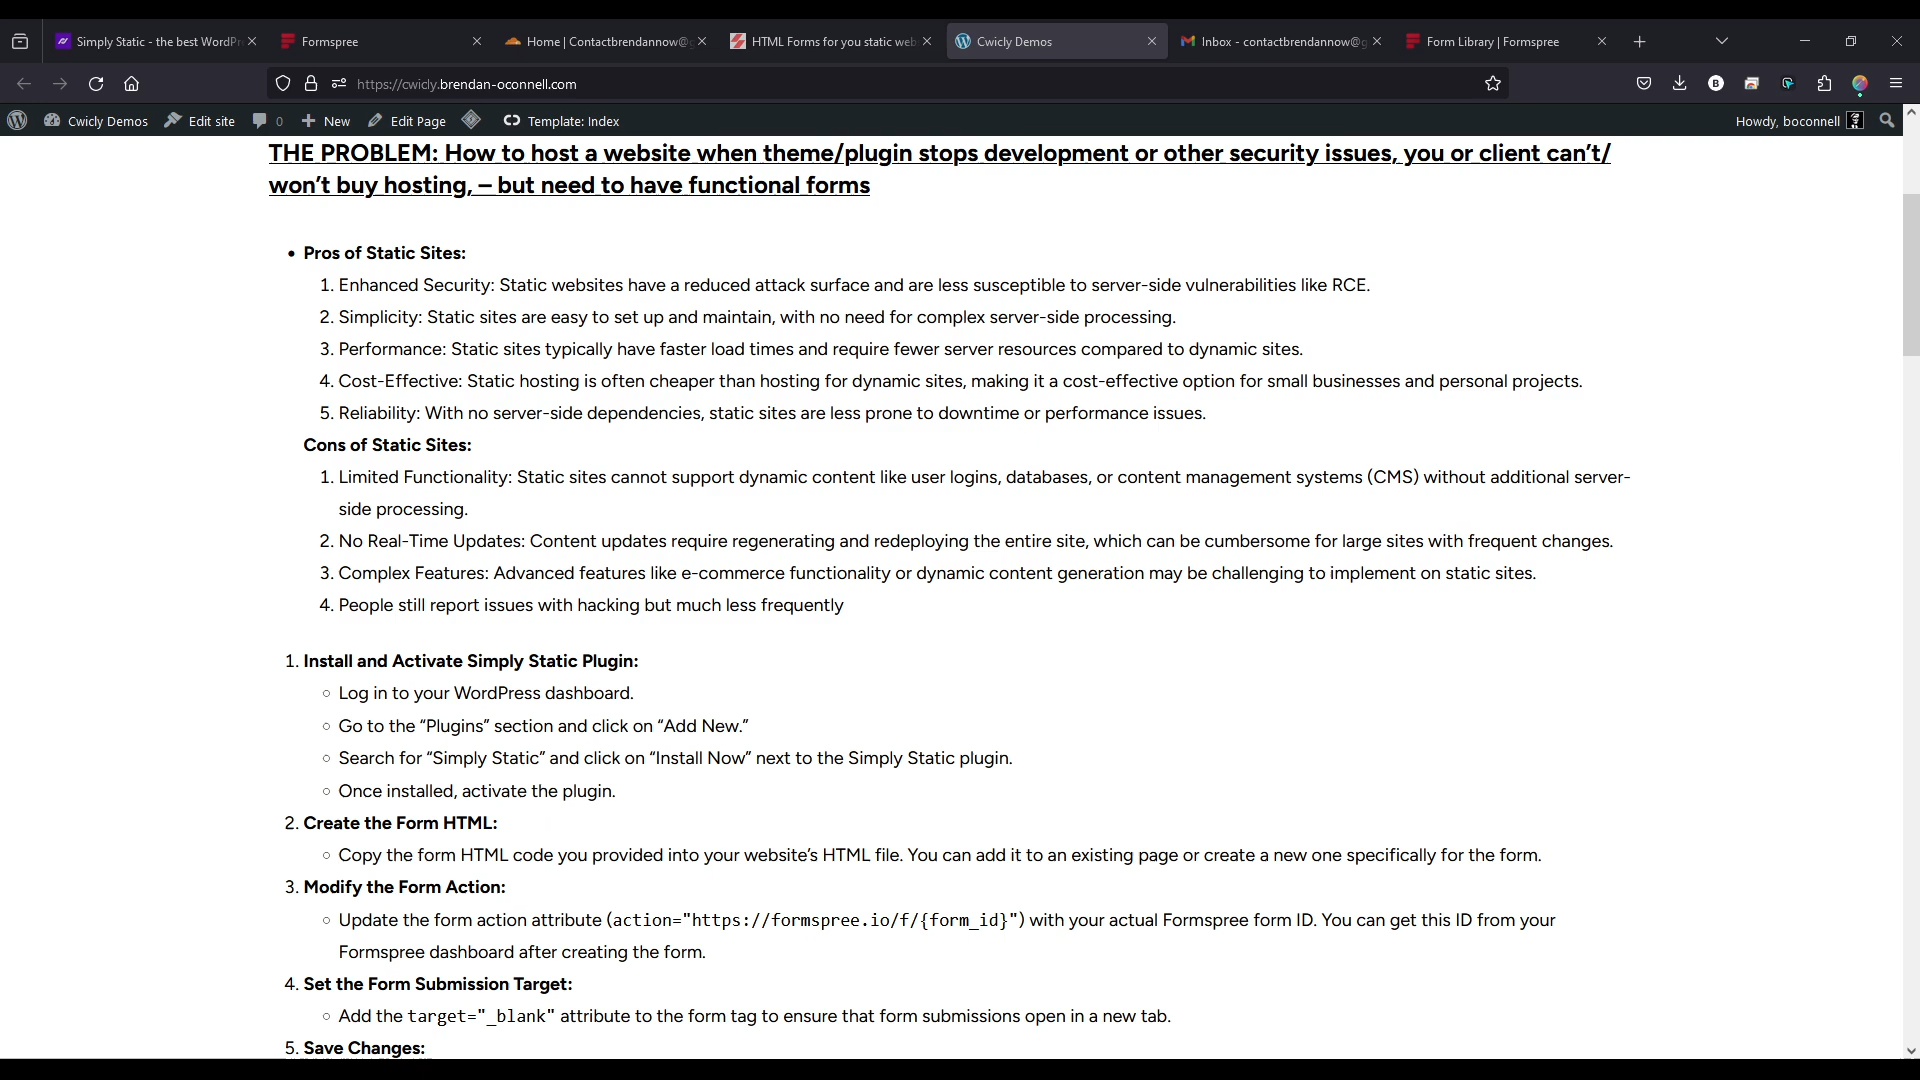 Simply Static - the best WordPr
Formspree
Home | Contactbrendannow@g
HTML Forms for you static web
Cwicly Demos
Inbox - contactbrendannow@g
Form Library | Formspree
https://cwicly.brendan-oconnell.com
Cwicly Demos
Edit site
0
New
Edit Page
Template: Index
Howdy, boconnell
THE PROBLEM: How to host a website when theme/plugin stops development or other security issues, you or client can’t/
won’t buy hosting, – but need to have functional forms
• Pros of Static Sites:
1. Enhanced Security: Static websites have a reduced attack surface and are less susceptible to server-side vulnerabilities like RCE.
2. Simplicity: Static sites are easy to set up and maintain, with no need for complex server-side processing.
3. Performance: Static sites typically have faster load times and require fewer server resources compared to dynamic sites.
4. Cost-Effective: Static hosting is often cheaper than hosting for dynamic sites, making it a cost-effective option for small businesses and personal projects.
5. Reliability: With no server-side dependencies, static sites are less prone to downtime or performance issues.
Cons of Static Sites:
1. Limited Functionality: Static sites cannot support dynamic content like user logins, databases, or content management systems (CMS) without additional server-
side processing.
2. No Real-Time Updates: Content updates require regenerating and redeploying the entire site, which can be cumbersome for large sites with frequent changes.
3. Complex Features: Advanced features like e-commerce functionality or dynamic content generation may be challenging to implement on static sites.
4. People still report issues with hacking but much less frequently
1. Install and Activate Simply Static Plugin:
○ Log in to your WordPress dashboard.
○ Go to the “Plugins” section and click on “Add New.”
○ Search for “Simply Static” and click on “Install Now” next to the Simply Static plugin.
○ Once installed, activate the plugin.
2. Create the Form HTML:
○ Copy the form HTML code you provided into your website’s HTML file. You can add it to an existing page or create a new one specifically for the form.
3. Modify the Form Action:
○ Update the form action attribute (action="https://formspree.io/f/{form_id}") with your actual Formspree form ID. You can get this ID from your
Formspree dashboard after creating the form.
4. Set the Form Submission Target:
○ Add the target="_blank" attribute to the form tag to ensure that form submissions open in a new tab.
5. Save Changes: